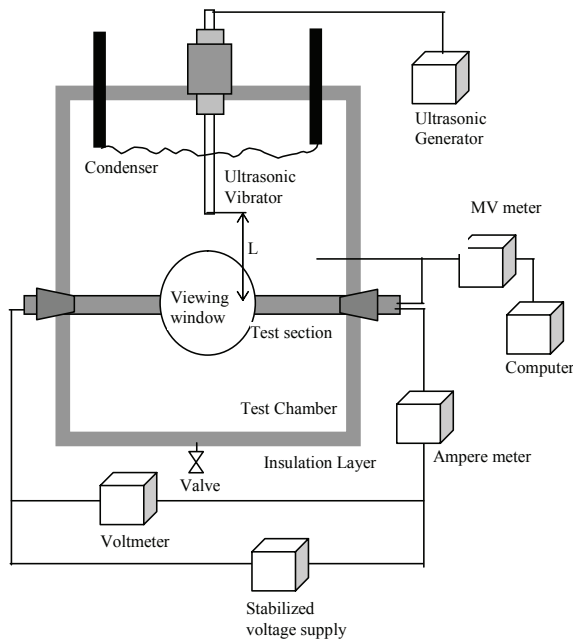 Ultrasonic
Generator
Condenser
Ultrasonic
Vibrator
MV meter
L
Viewing
window
Test section
Computer
Test Chamber
Ampere meter
Insulation Layer
Valve
Voltmeter
Stabilized
voltage supply